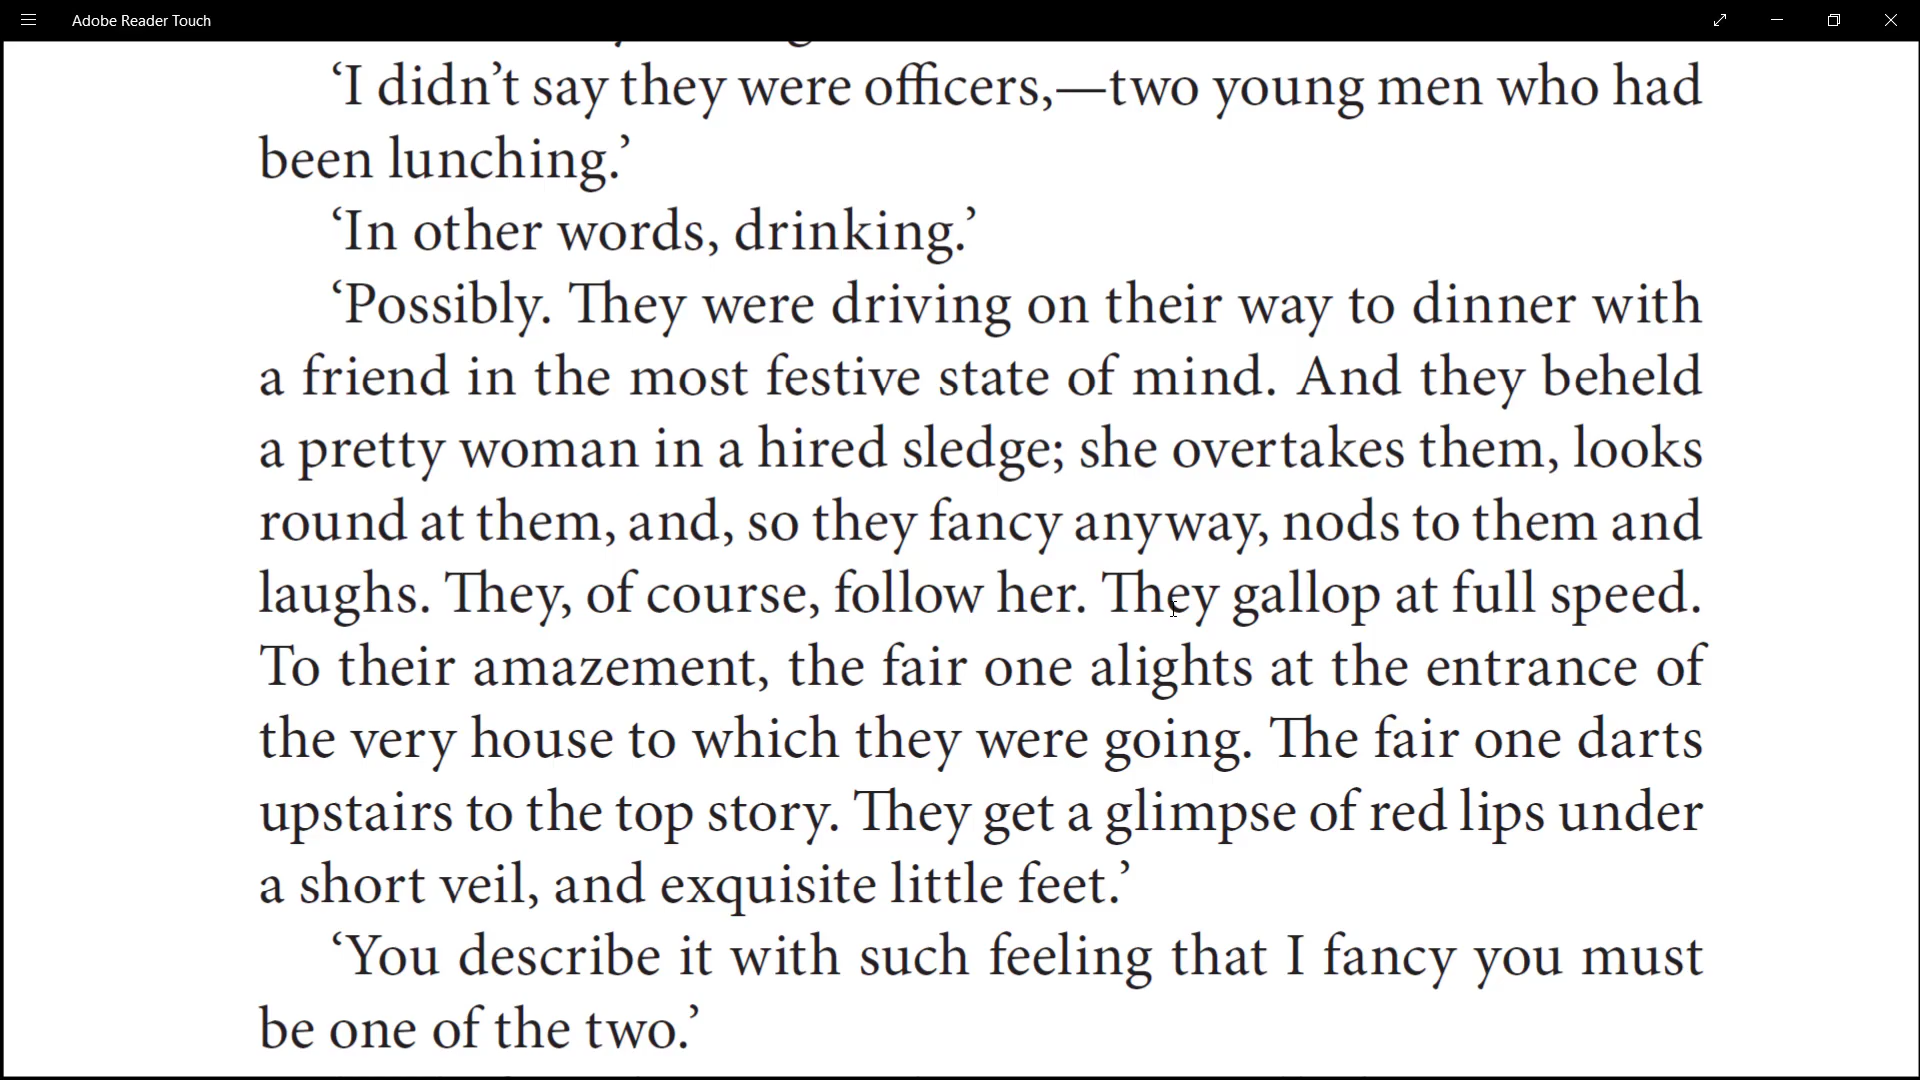 Adobe Reader Touch
‘I didn’t say they were officers,—two young men who had
been lunching.’
‘In other words, drinking.’
‘Possibly. They were driving on their way to dinner with
a friend in the most festive state of mind. And they beheld
a pretty woman in a hired sledge; she overtakes them, looks
round at them, and, so they fancy anyway, nods to them and
laughs. They, of course, follow her. They gallop at full speed.
To their amazement, the fair one alights at the entrance of
the very house to which they were going. The fair one darts
upstairs to the top story. They get a glimpse of red lips under
a short veil, and exquisite little feet.’
‘You describe it with such feeling that I fancy you must
be one of the two.’